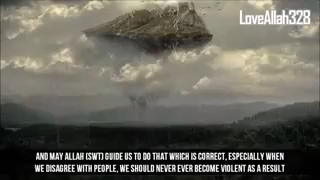 LoveAllah328
AND MAY ALLAH (SWT) GUIDE US TO DO THAT WHICH IS CORRECT, ESPECIALLY WHEN
WE DISAGREE WITH PEOPLE, WE SHOULD NEVER EVER BECOME VIOLENT AS A RESULT